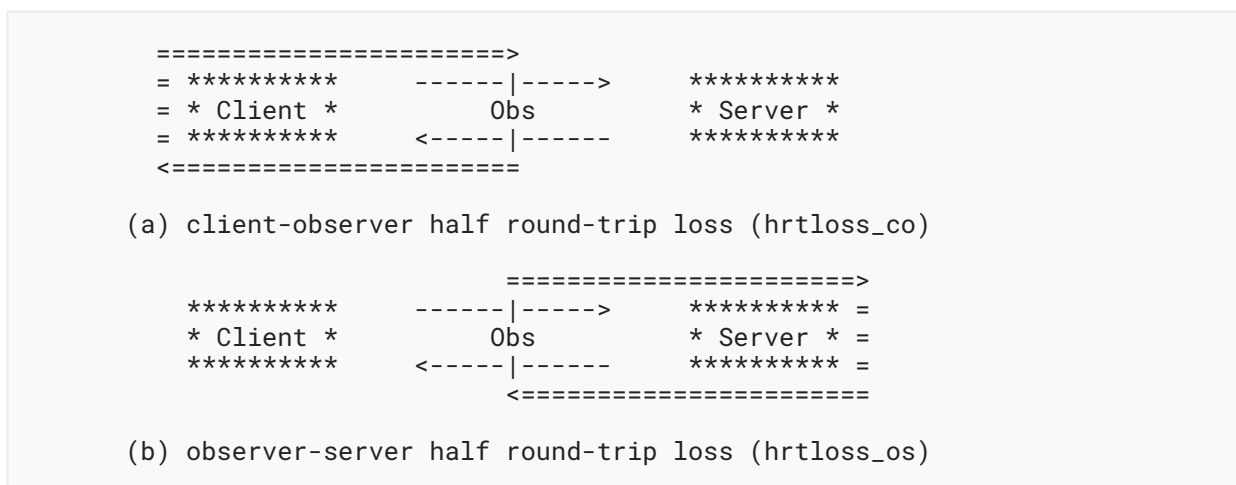 =======================>
= **********     ------|----->     **********
= * Client *          Obs          * Server *
= **********     <-----|------     **********
<=======================
(a) client-observer half round-trip loss (hrtloss_co)
=======================>
**********     ------|----->     ********** =
* Client *          Obs          * Server * =
**********     <-----|------     ********** =
<=======================
(b) observer-server half round-trip loss (hrtloss_os)